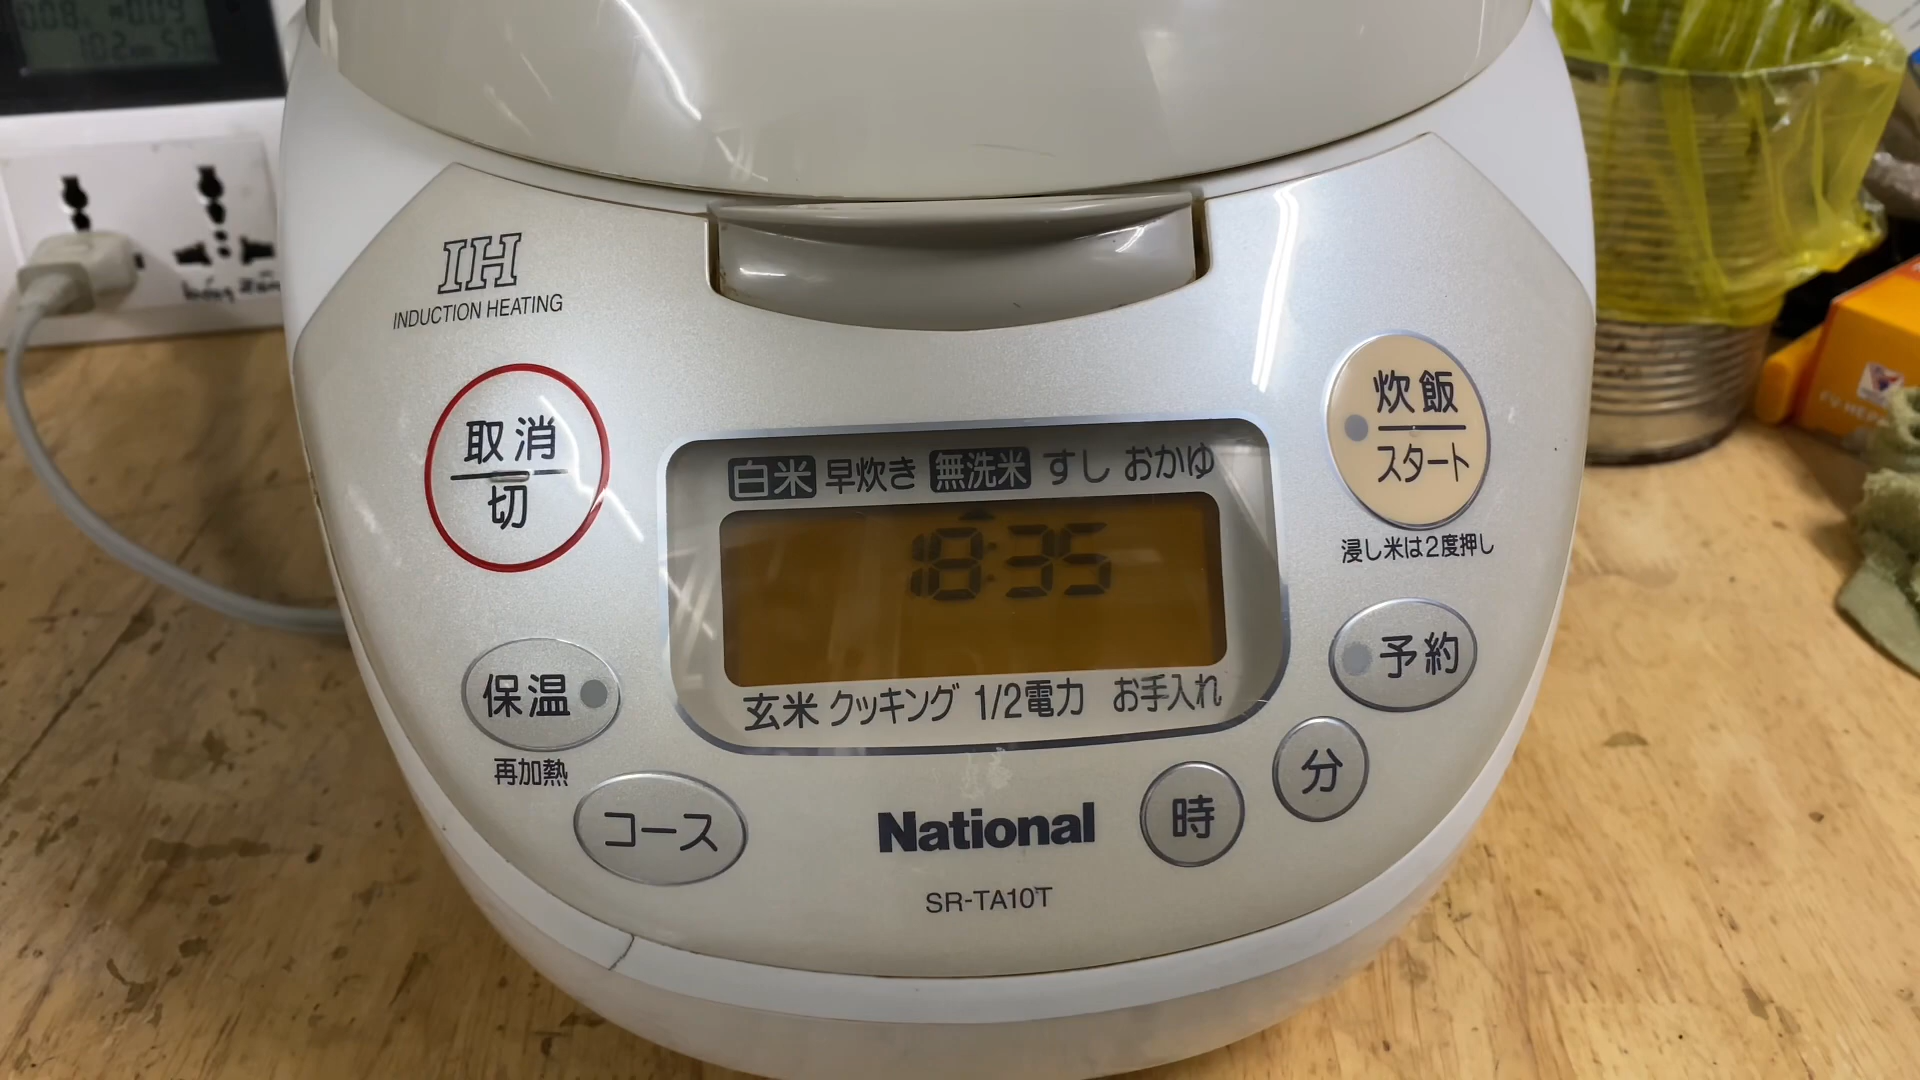 IH
INDUCTION HEATING
取消
切
白米 早炊き 無洗米 すし おかゆ
18:35
玄米 クッキング 1/2電力 お手入れ
炊飯
スタート
浸し米は2度押し
保温
再加熱
予約
コース
時
分
National
SR-TA10T